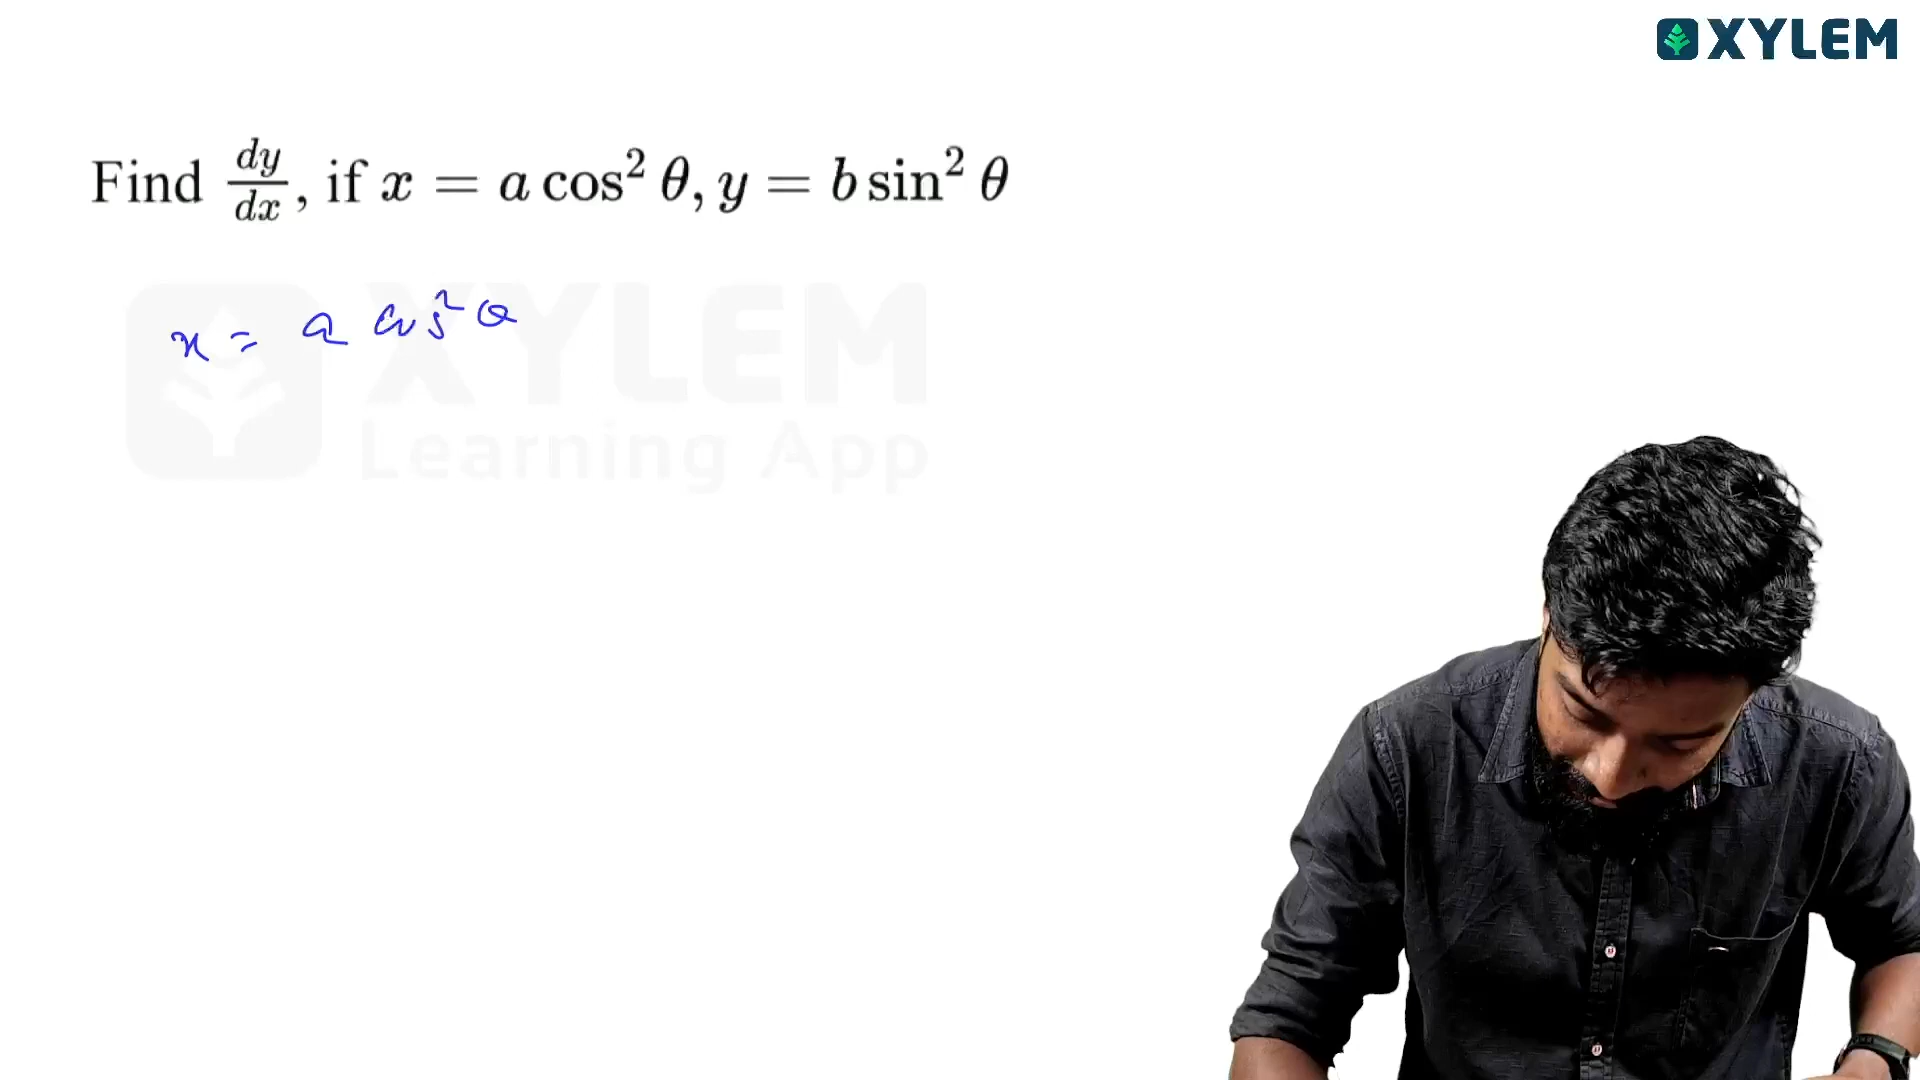 XYLEM
Find dy/dx, if x = a cos² θ, y = b sin² θ
x = a cos² θ
XYLEM
Learning App